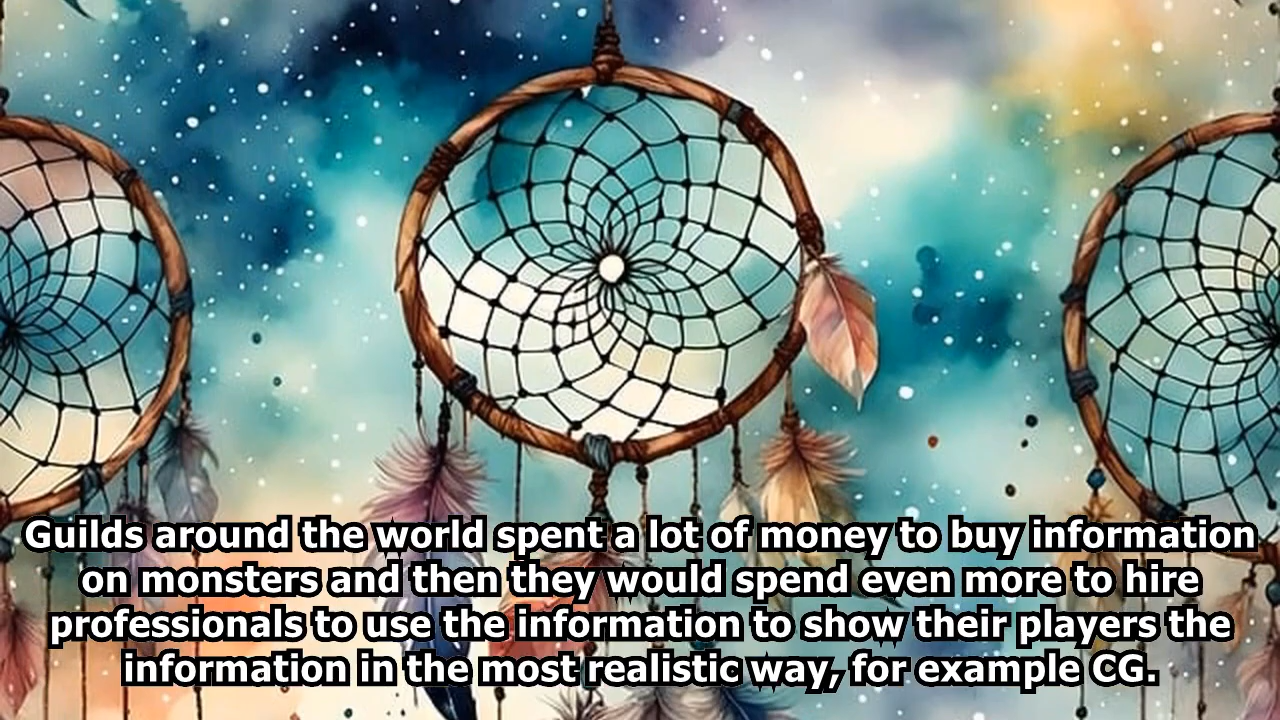 Guilds around the world spent a lot of money to buy information
on monsters and then they would spend even more to hire
professionals to use the information to show their players the
information in the most realistic way, for example CG.